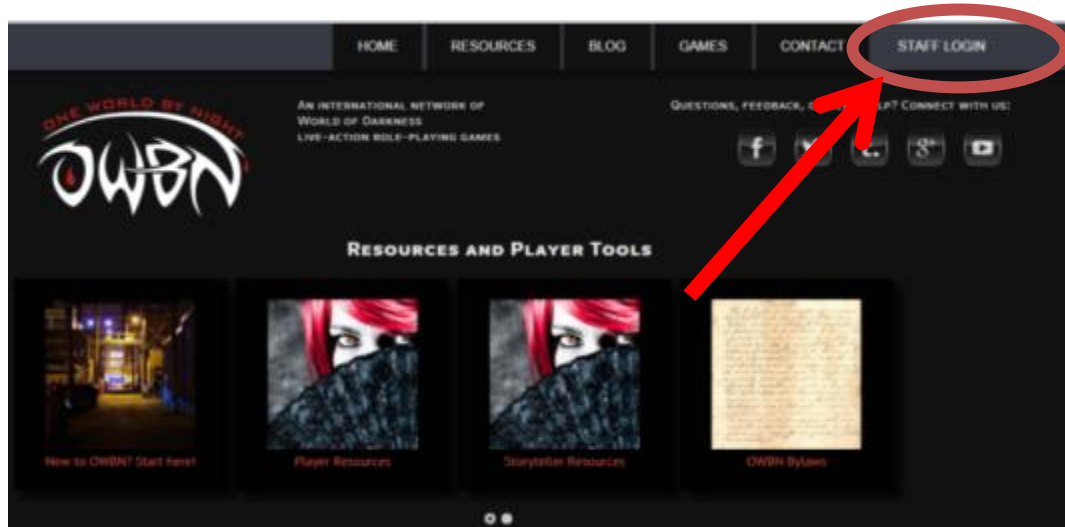 HOME RESOURCES BLOG GAMES CONTACT STAFF LOGIN
ONE WORLD BY NIGHT
OWBN
AN INTERNATIONAL NETWORK OF
WORLD OF DARKNESS
LIVE-ACTION ROLE-PLAYING GAMES
QUESTIONS, FEEDBACK, CONNECT WITH US:
RESOURCES AND PLAYER TOOLS
New to OWBN? Start here!
Player Resources
Storyteller Resources
OWBN Bylaws